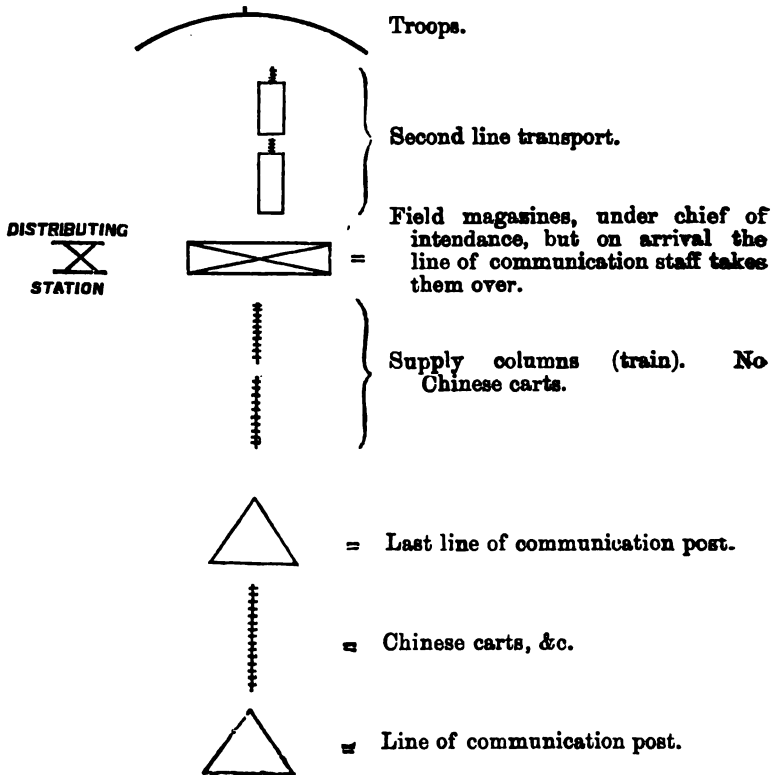 Troops.
Second line transport.
DISTRIBUTING
STATION
= Field magazines, under chief of
intendance, but on arrival the
line of communication staff takes
them over.
Supply columns (train). No
Chinese carts.
= Last line of communication post.
= Chinese carts, &c.
= Line of communication post.